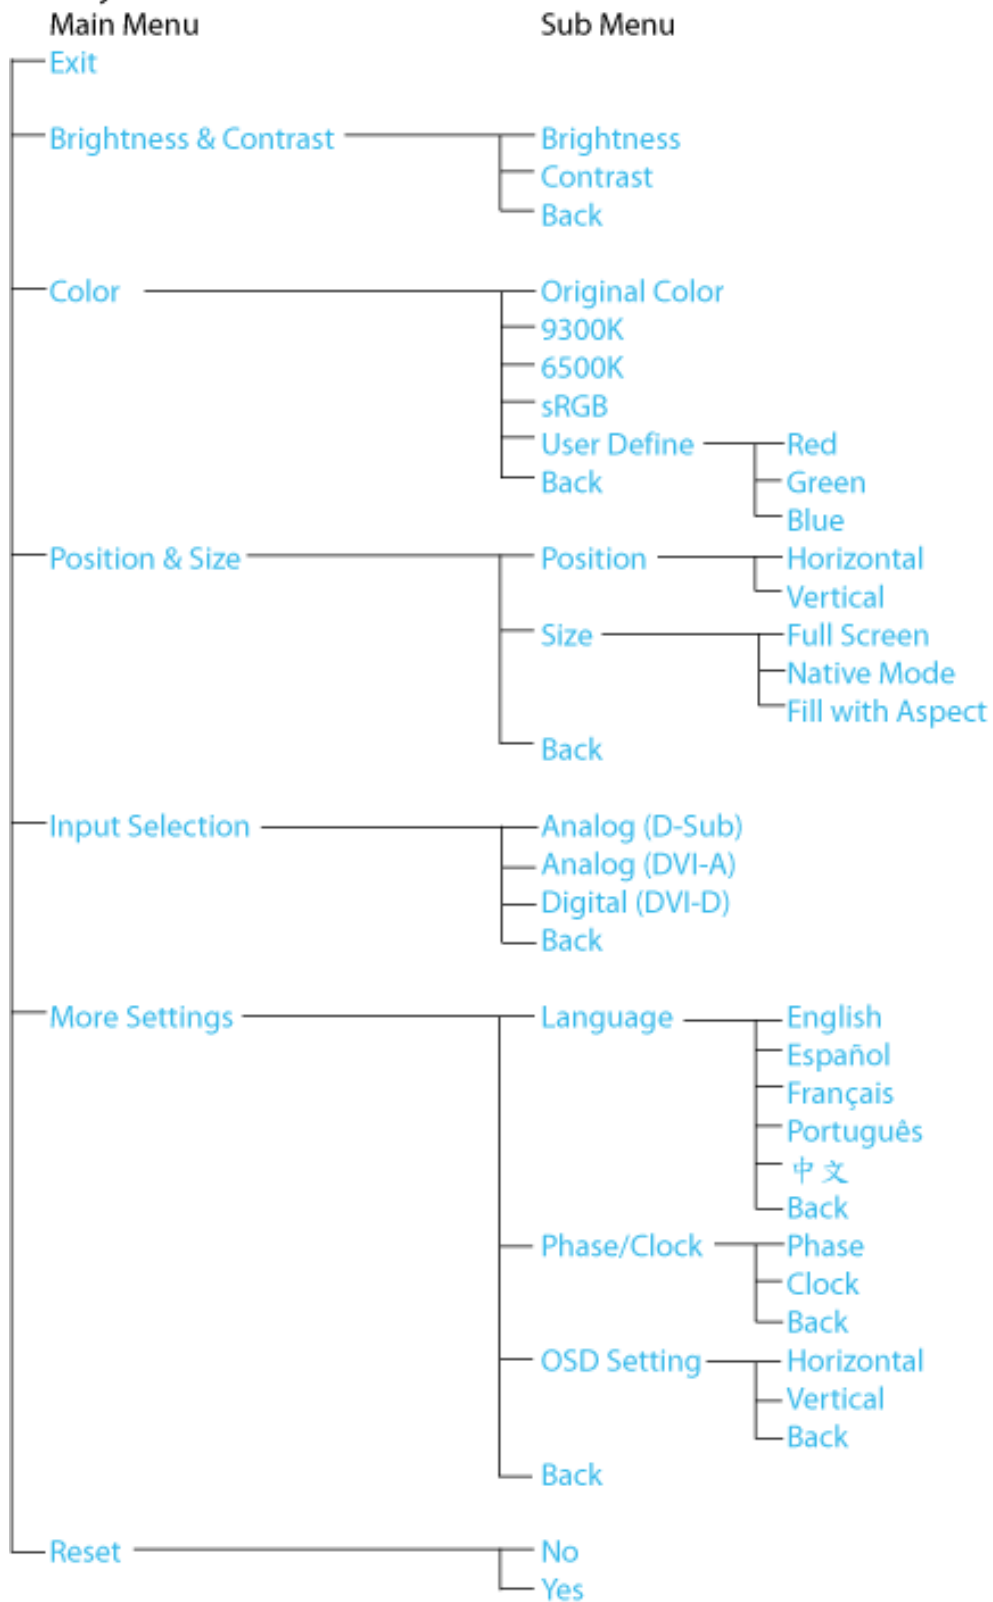 Main Menu Sub Menu
Exit
Brightness & Contrast Brightness
Contrast
Back
Color Original Color
9300K
6500K
sRGB
User Define Red
Back Green
Blue
Position & Size Position Horizontal
Vertical
Size Full Screen
Native Mode
Fill with Aspect
Back
Input Selection Analog (D-Sub)
Analog (DVI-A)
Digital (DVI-D)
Back
More Settings Language English
Español
Français
Português
中文
Back
Phase/Clock Phase
Clock
Back
OSD Setting Horizontal
Vertical
Back
Back
Reset No
Yes